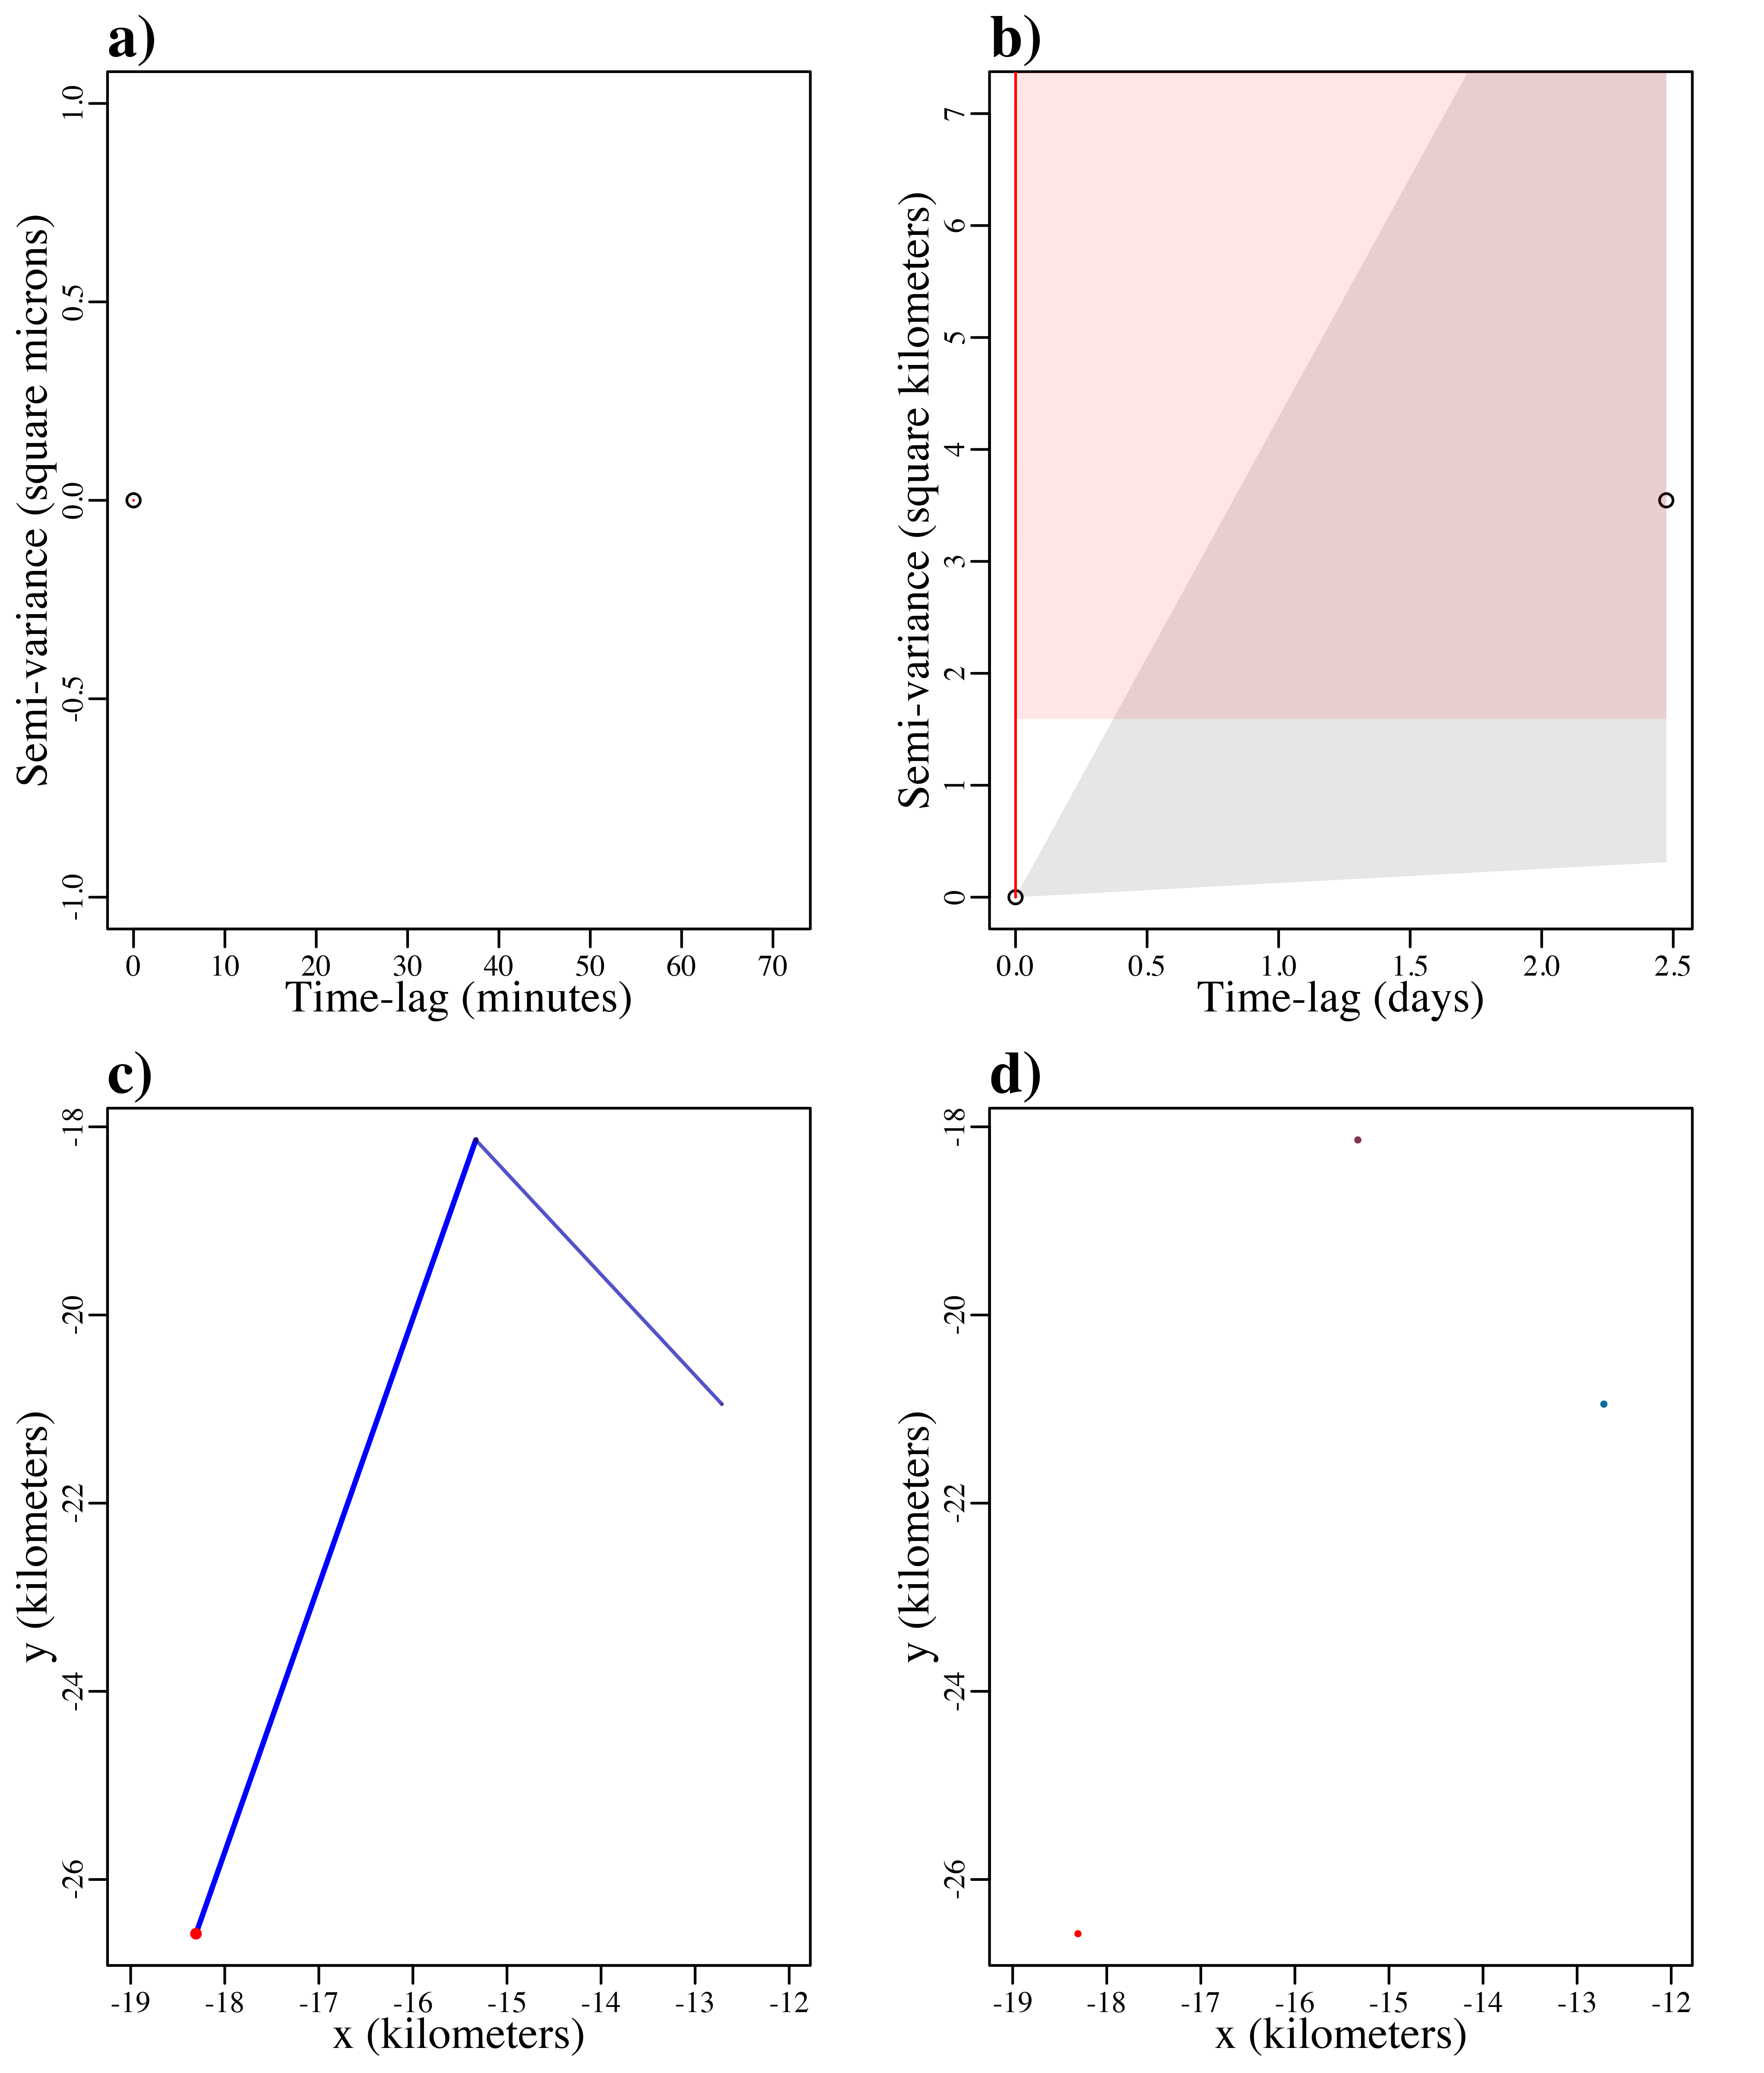 a)
Semi-variance (square microns)
1.0
0.5
0.0
-0.5
-1.0
0 10 20 30 40 50 60 70
Time-lag (minutes)
b)
Semi-variance (square kilometers)
7
6
5
4
3
2
1
0
0.0 0.5 1.0 1.5 2.0 2.5
Time-lag (days)
c)
y (kilometers)
-18
-20
-22
-24
-26
-19 -18 -17 -16 -15 -14 -13 -12
x (kilometers)
d)
y (kilometers)
-18
-20
-22
-24
-26
-19 -18 -17 -16 -15 -14 -13 -12
x (kilometers)